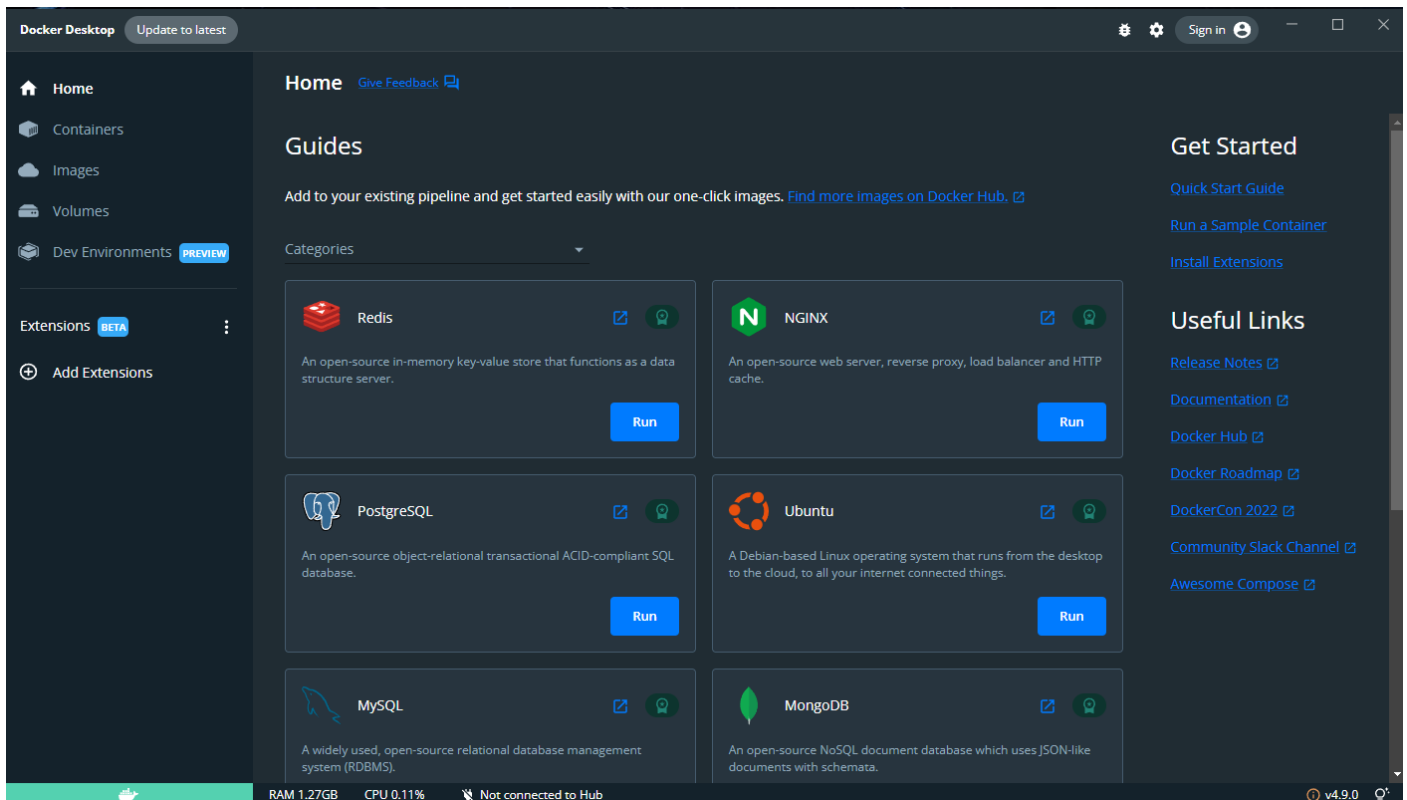 Docker Desktop Update to latest Sign in
Home
Containers
Images
Volumes
Dev Environments PREVIEW
Extensions BETA
Add Extensions
Home Give Feedback
Guides
Add to your existing pipeline and get started easily with our one-click images. Find more images on Docker Hub.
Categories
Redis
An open-source in-memory key-value store that functions as a data
structure server.
Run
NGINX
An open-source web server, reverse proxy, load balancer and HTTP
cache.
Run
PostgreSQL
An open-source object-relational transactional ACID-compliant SQL
database.
Run
Ubuntu
A Debian-based Linux operating system that runs from the desktop
to the cloud, to all your internet connected things.
Run
MySQL
A widely used, open-source relational database management
system (RDBMS).
MongoDB
An open-source NoSQL document database which uses JSON-like
documents with schemata.
Get Started
Quick Start Guide
Run a Sample Container
Install Extensions
Useful Links
Release Notes
Documentation
Docker Hub
Docker Roadmap
DockerCon 2022
Community Slack Channel
Awesome Compose
RAM 1.27GB CPU 0.11% Not connected to Hub v4.9.0